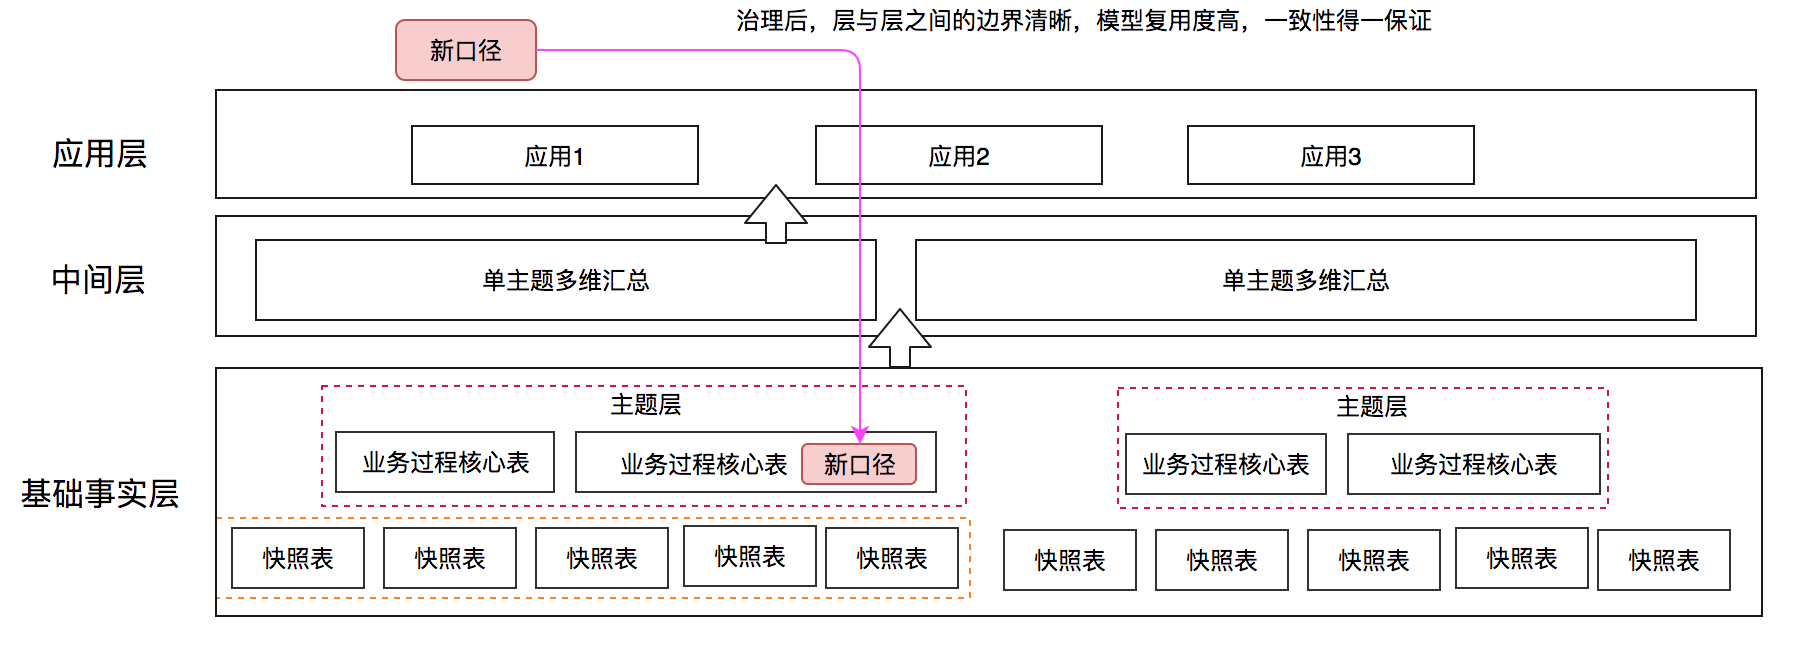 治理后，层与层之间的边界清晰，模型复用度高，一致性得一保证
新口径
应用层
应用1
应用2
应用3
中间层
单主题多维汇总
单主题多维汇总
基础事实层
主题层
业务过程核心表
业务过程核心表
新口径
主题层
业务过程核心表
业务过程核心表
快照表
快照表
快照表
快照表
快照表
快照表
快照表
快照表
快照表
快照表